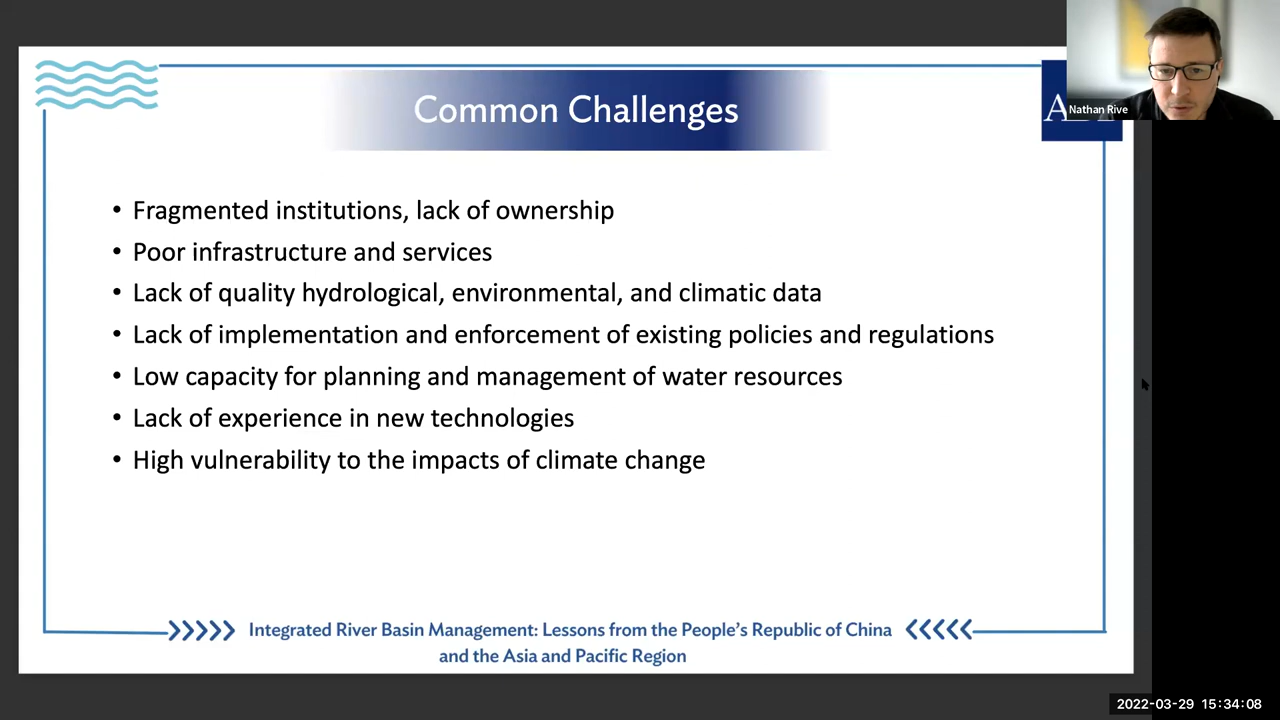 Common Challenges
Nathan Rive
• Fragmented institutions, lack of ownership
• Poor infrastructure and services
• Lack of quality hydrological, environmental, and climatic data
• Lack of implementation and enforcement of existing policies and regulations
• Low capacity for planning and management of water resources
• Lack of experience in new technologies
• High vulnerability to the impacts of climate change
Integrated River Basin Management: Lessons from the People's Republic of China
and the Asia and Pacific Region
2022-03-29 15:34:08